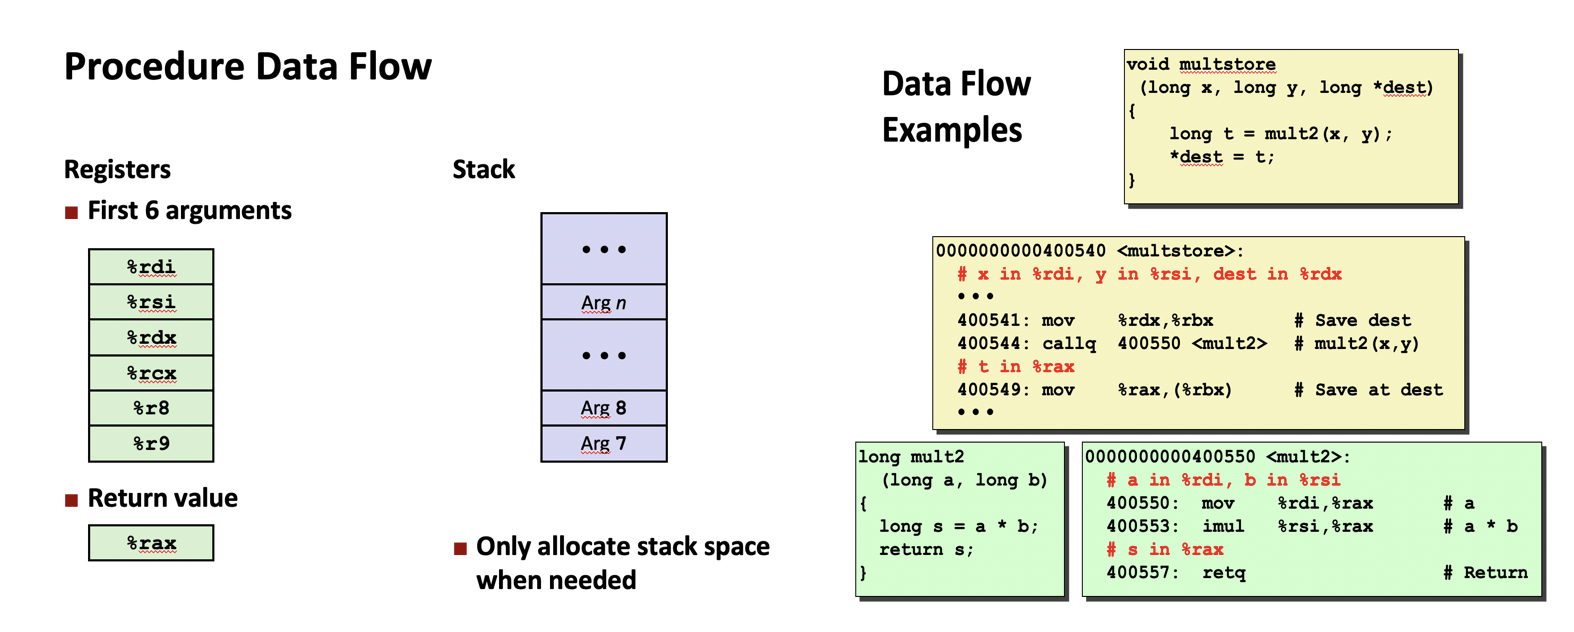 Procedure Data Flow
Registers
■ First 6 arguments
%rdi
%rsi
%rdx
%rcx
%r8
%r9
■ Return value
%rax
Stack
•••
Arg n
•••
Arg 8
Arg 7
■ Only allocate stack space
when needed
Data Flow
Examples
void multstore
(long x, long y, long *dest)
{
long t = mult2(x, y);
*dest = t;
}
0000000000400540 <multstore>:
# x in %rdi, y in %rsi, dest in %rdx
•••
400541: mov %rdx,%rbx # Save dest
400544: callq 400550 <mult2> # mult2(x,y)
# t in %rax
400549: mov %rax,(%rbx) # Save at dest
•••
long mult2
(long a, long b)
{
long s = a * b;
return s;
}
0000000000400550 <mult2>:
# a in %rdi, b in %rsi
400550: mov %rdi,%rax # a
400553: imul %rsi,%rax # a * b
# s in %rax
400557: retq # Return